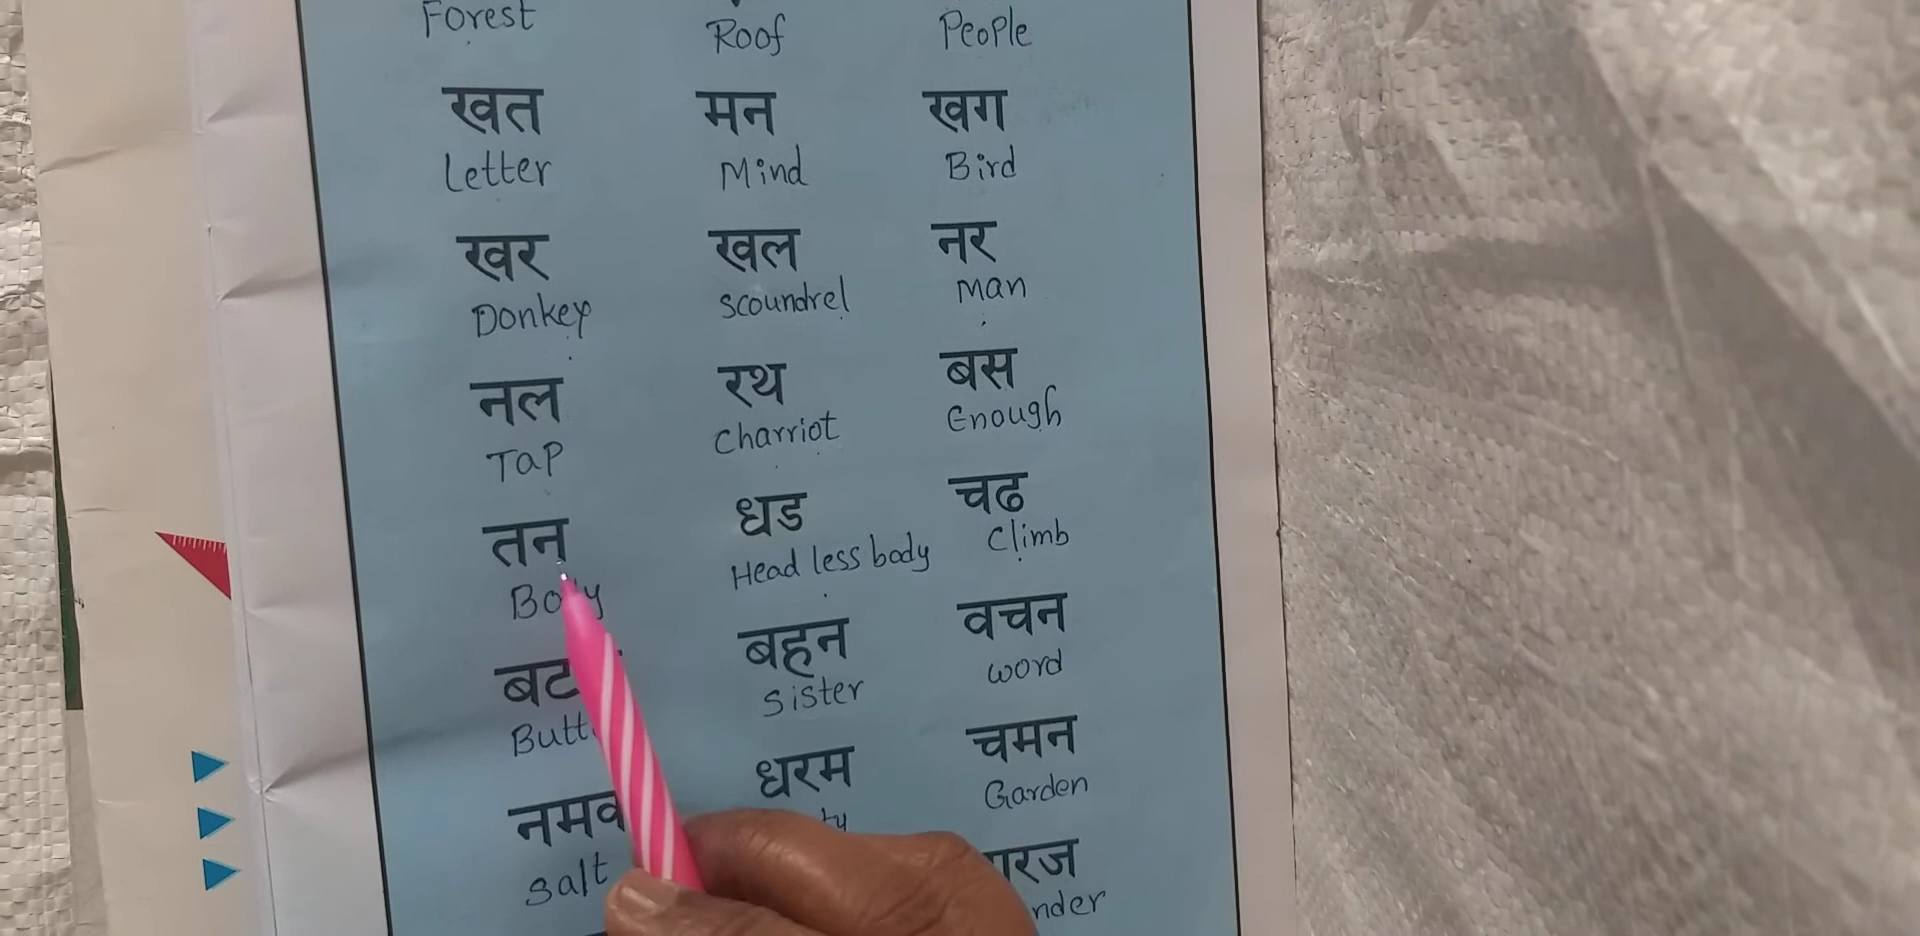 Forest Roof People
खत मन खग
Letter Mind Bird
खर खल नर
Donkey scoundrel Man
नल रथ बस
TaP charriot Enough
तन धड चढ
Head less body Climb
बहन वचन
Sister word
धरम चमन
Garden
salt